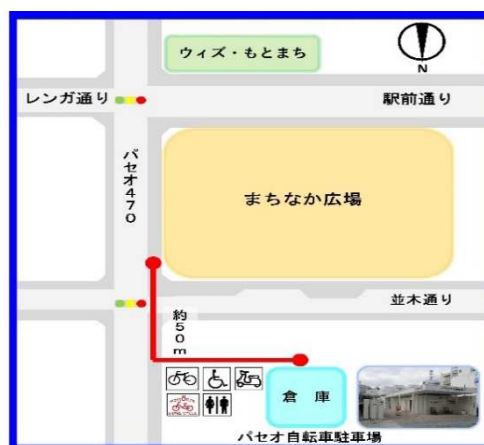 ウィズ・もとまち
N
レンガ通り
駅前通り
パセオ470
まちなか広場
並木通り
約50m
倉 庫
パセオ自転車駐車場